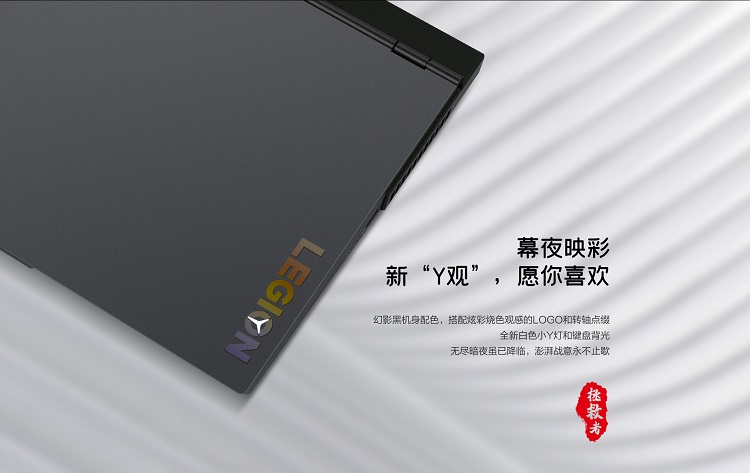 LEGION
幕夜映彩
新“Y观”，愿你喜欢
幻影黑机身配色，搭配炫彩烧色观感的LOGO和转轴点缀
全新白色小Y灯和键盘背光
无尽暗夜虽已降临，澎湃战意永不止歇
拯救者